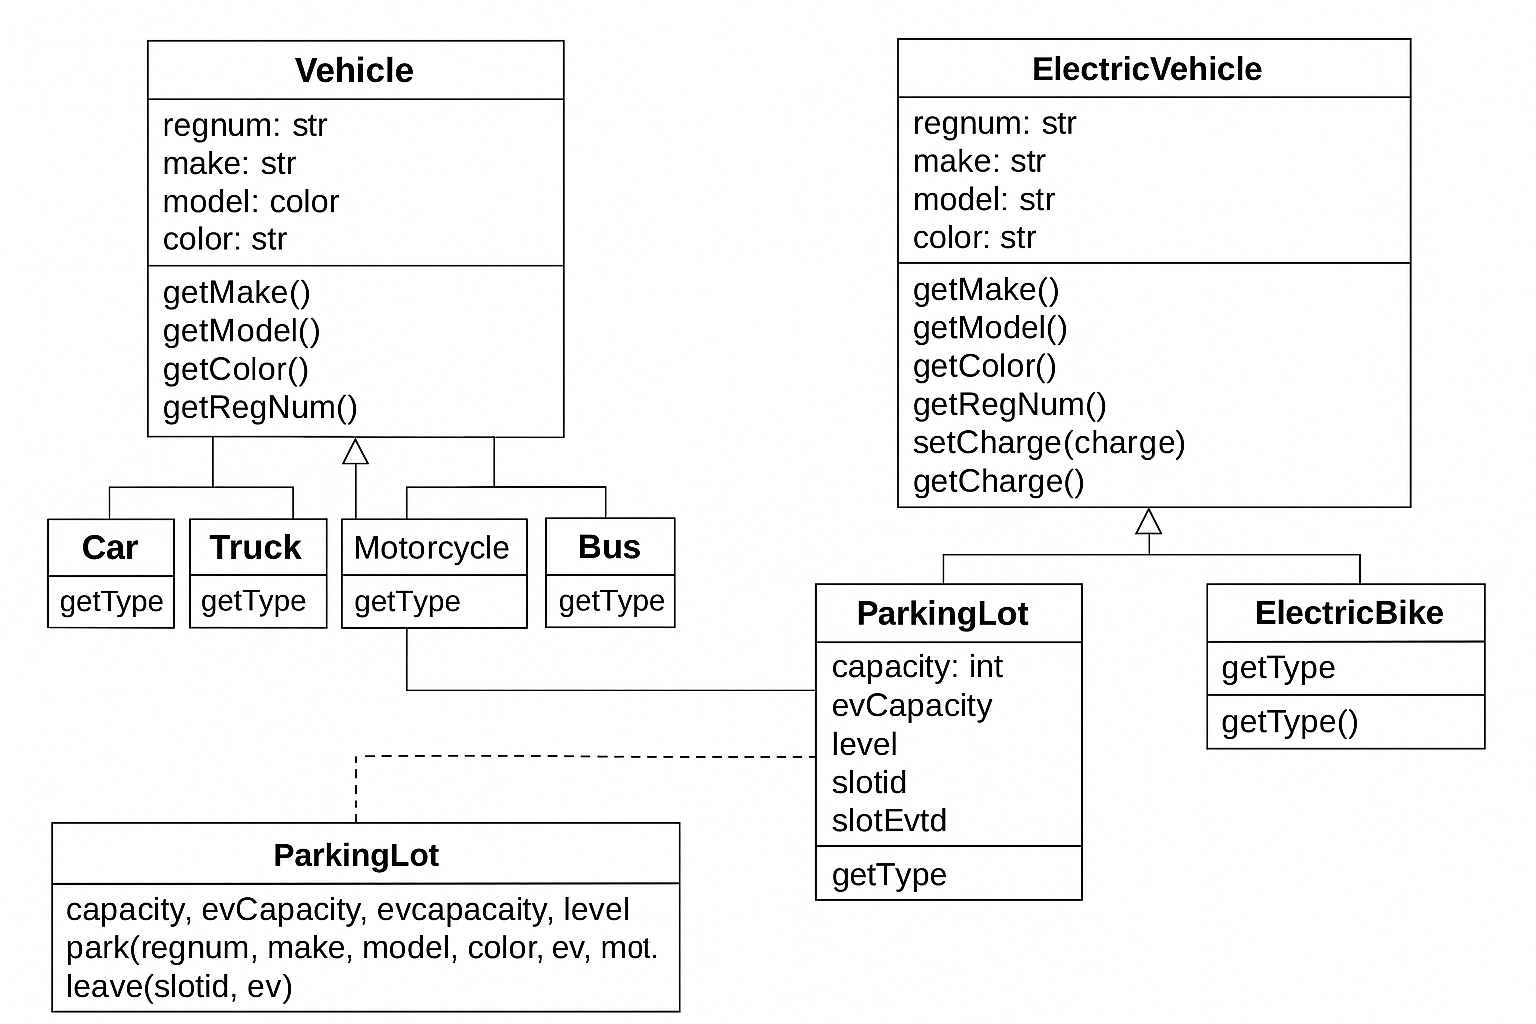 Vehicle
regnum: str
make: str
model: color
color: str
getMake()
getModel()
getColor()
getRegNum()
ElectricVehicle
regnum: str
make: str
model: str
color: str
getMake()
getModel()
getColor()
getRegNum()
setCharge(charge)
getCharge()
Car
getType
Truck
getType
Motorcycle
getType
Bus
getType
ParkingLot
capacity: int
evCapacity
level
slotid
slotEvtd
getType
ElectricBike
getType
getType()
ParkingLot
capacity, evCapacity, evcapacaity, level
park(regnum, make, model, color, ev, mot.
leave(slotid, ev)